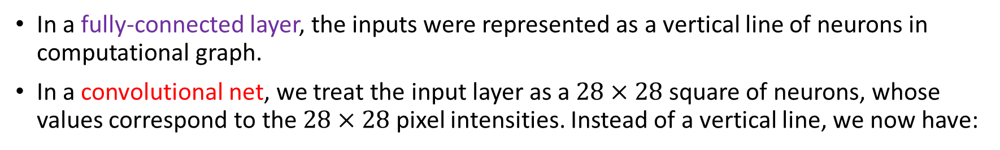 • In a fully-connected layer, the inputs were represented as a vertical line of neurons in
computational graph.
• In a convolutional net, we treat the input layer as a 28 × 28 square of neurons, whose
values correspond to the 28 × 28 pixel intensities. Instead of a vertical line, we now have: